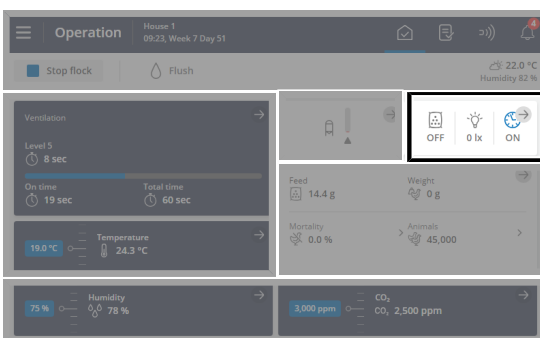 Operation
House 1
09:23, Week 7 Day 51
4
Stop flock
Flush
22.0 °C
Humidity 82 %
Ventilation
Level 5
8 sec
On time
Total time
19 sec
60 sec
19.0 °C
Temperature
24.3 °C
OFF
0 lx
ON
Feed
14.4 g
Weight
0 g
Mortality
0.0 %
Animals
45,000
75 %
Humidity
78 %
3,000 ppm
CO₂
CO₂ 2,500 ppm